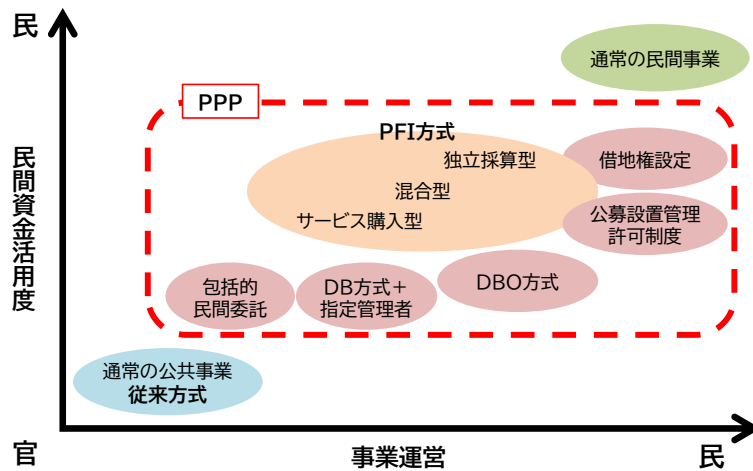 民
通常の民間事業
PPP
PFI方式
独立採算型
借地権設定
混合型
サービス購入型
公募設置管理
許可制度
民間資金活用度
包括的
民間委託
DB方式＋
指定管理者
DBO方式
通常の公共事業
従来方式
官
事業運営
民